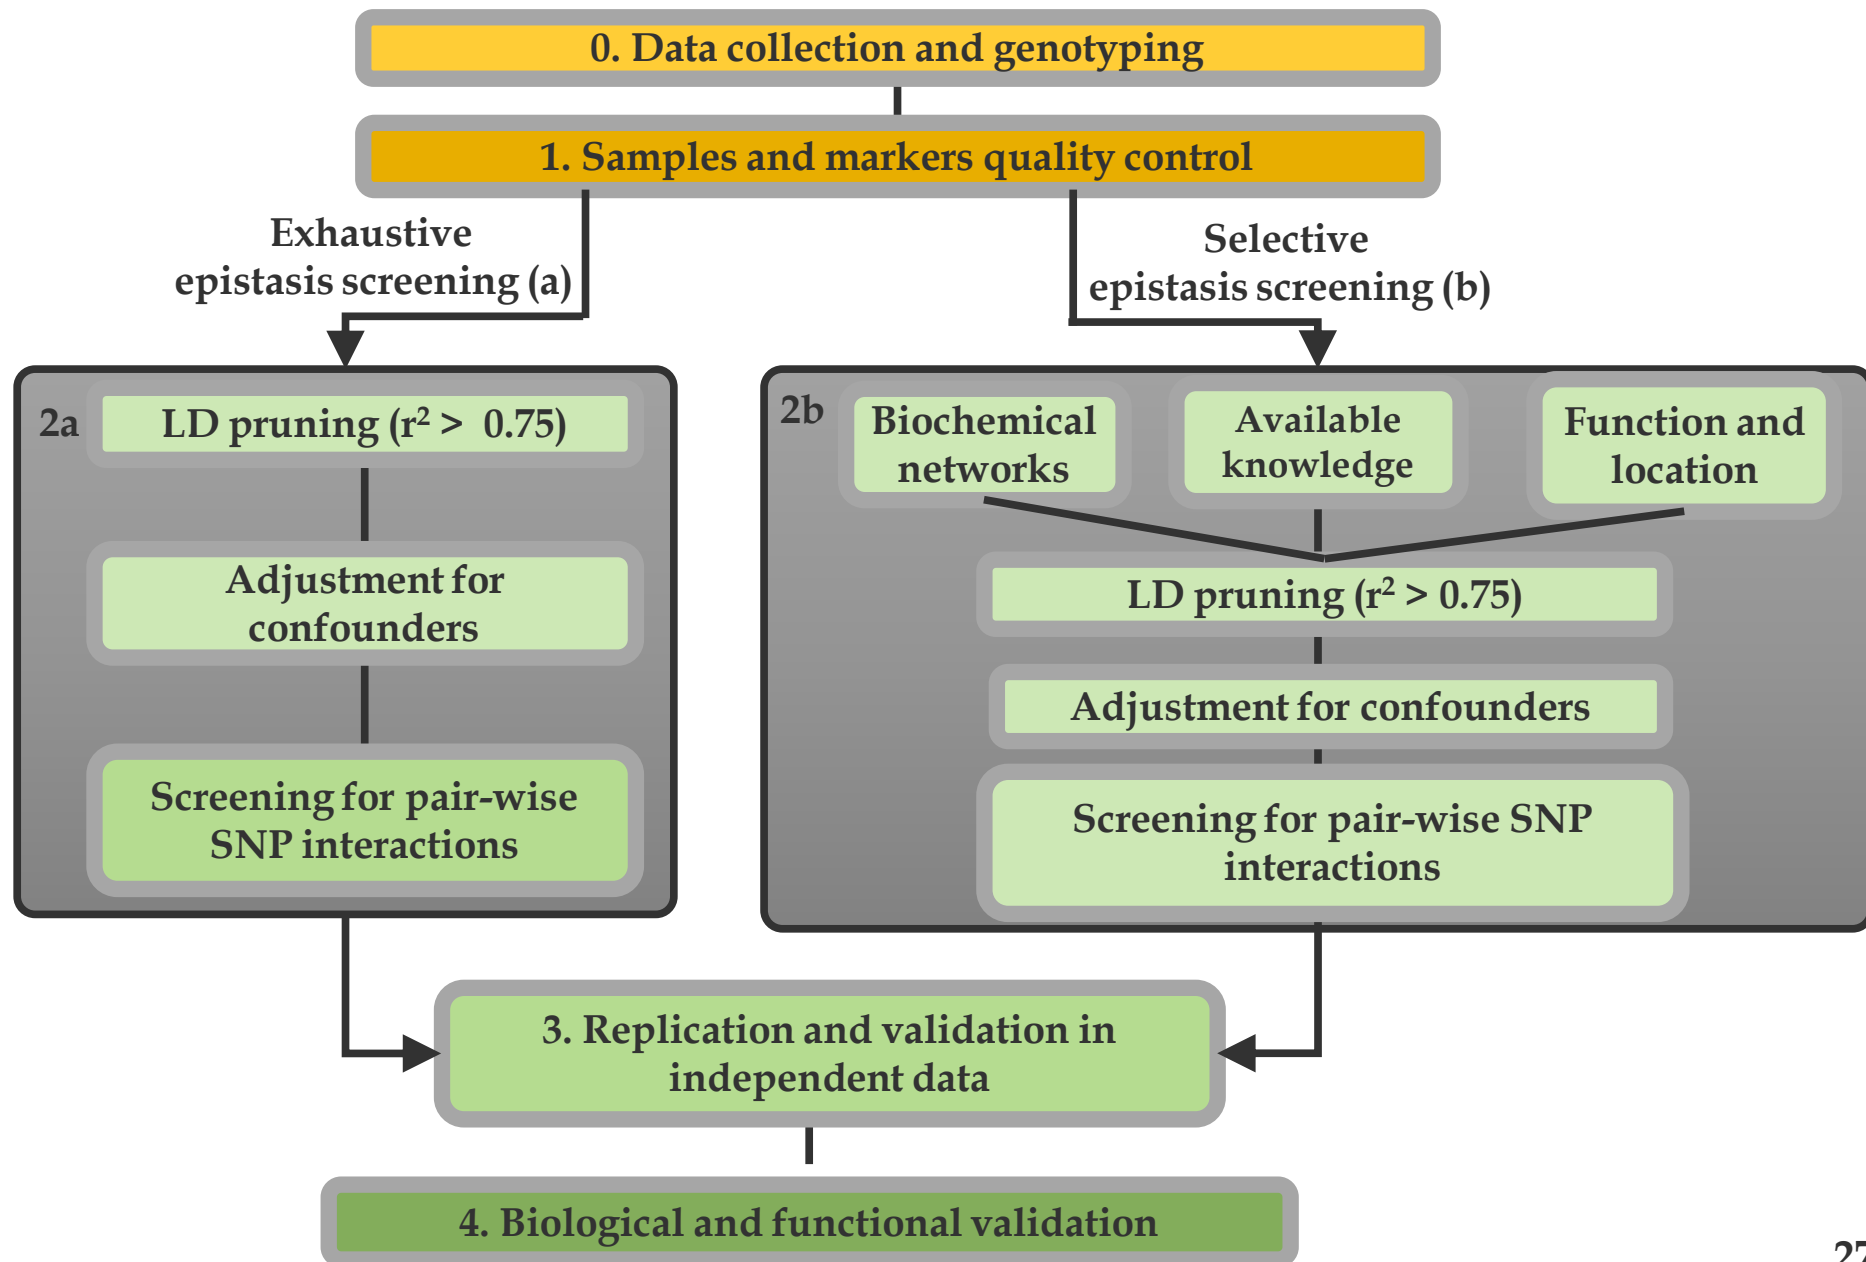 0. Data collection and genotyping
1. Samples and markers quality control
Exhaustive
epistasis screening (a)
Selective
epistasis screening (b)
2a
LD pruning (r² > 0.75)
Adjustment for
confounders
Screening for pair-wise
SNP interactions
2b
Biochemical
networks
Available
knowledge
Function and
location
LD pruning (r² > 0.75)
Adjustment for confounders
Screening for pair-wise SNP
interactions
3. Replication and validation in
independent data
4. Biological and functional validation
27